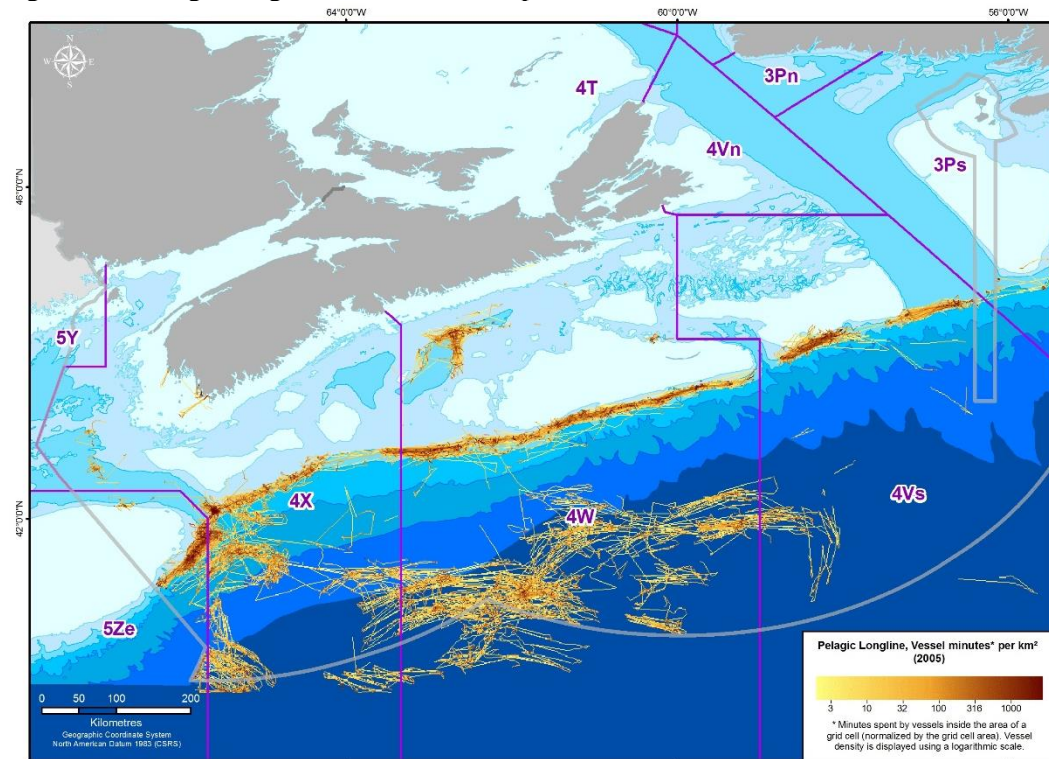 64°0'0"W 60°0'0"W 56°0'0"W
N
W E
S
4T
3Pn
4Vn
3Ps
46°0'0"N
5Y
4X
4W
4Vs
42°0'0"N
5Ze
0 50 100 200
Kilometres
Geographic Coordinate System
North American Datum 1983 (CSRS)
Pelagic Longline, Vessel minutes* per km²
(2005)
3 10 32 100 316 1000
* Minutes spent by vessels inside the area of a
grid cell (normalized by the grid cell area). Vessel
density is displayed using a logarithmic scale.